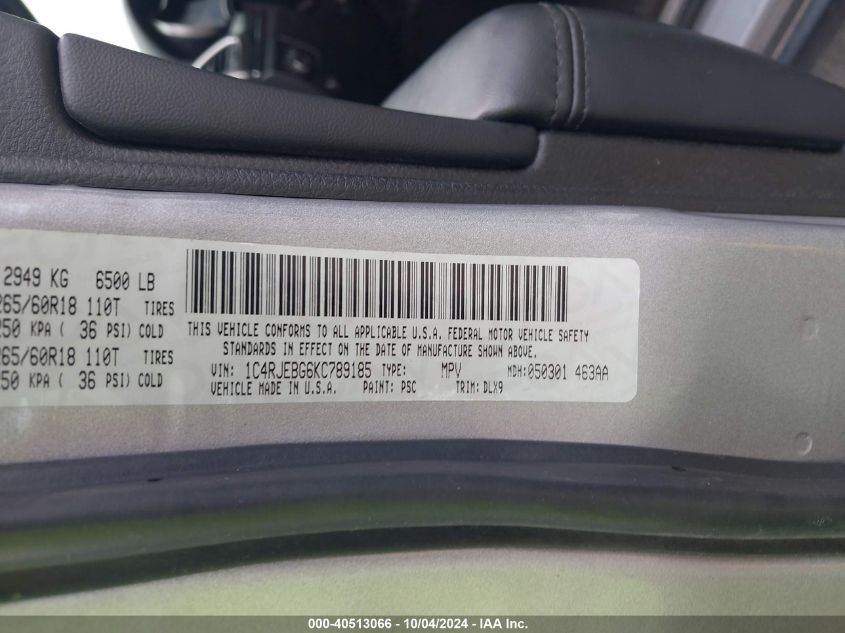 2949 KG 6500 LB
265/60R18 110T TIRES
250 KPA ( 36 PSI) COLD
265/60R18 110T TIRES
250 KPA ( 36 PSI) COLD
THIS VEHICLE CONFORMS TO ALL APPLICABLE U.S.A. FEDERAL MOTOR VEHICLE SAFETY
STANDARDS IN EFFECT ON THE DATE OF MANUFACTURE SHOWN ABOVE.
VIN: 1C4RJEBG6KC789185 TYPE: MPV MDH:050301 463AA
VEHICLE MADE IN U.S.A. PAINT: PSC TRIM: DLX9
000-40513066 - 10/04/2024 - IAA Inc.